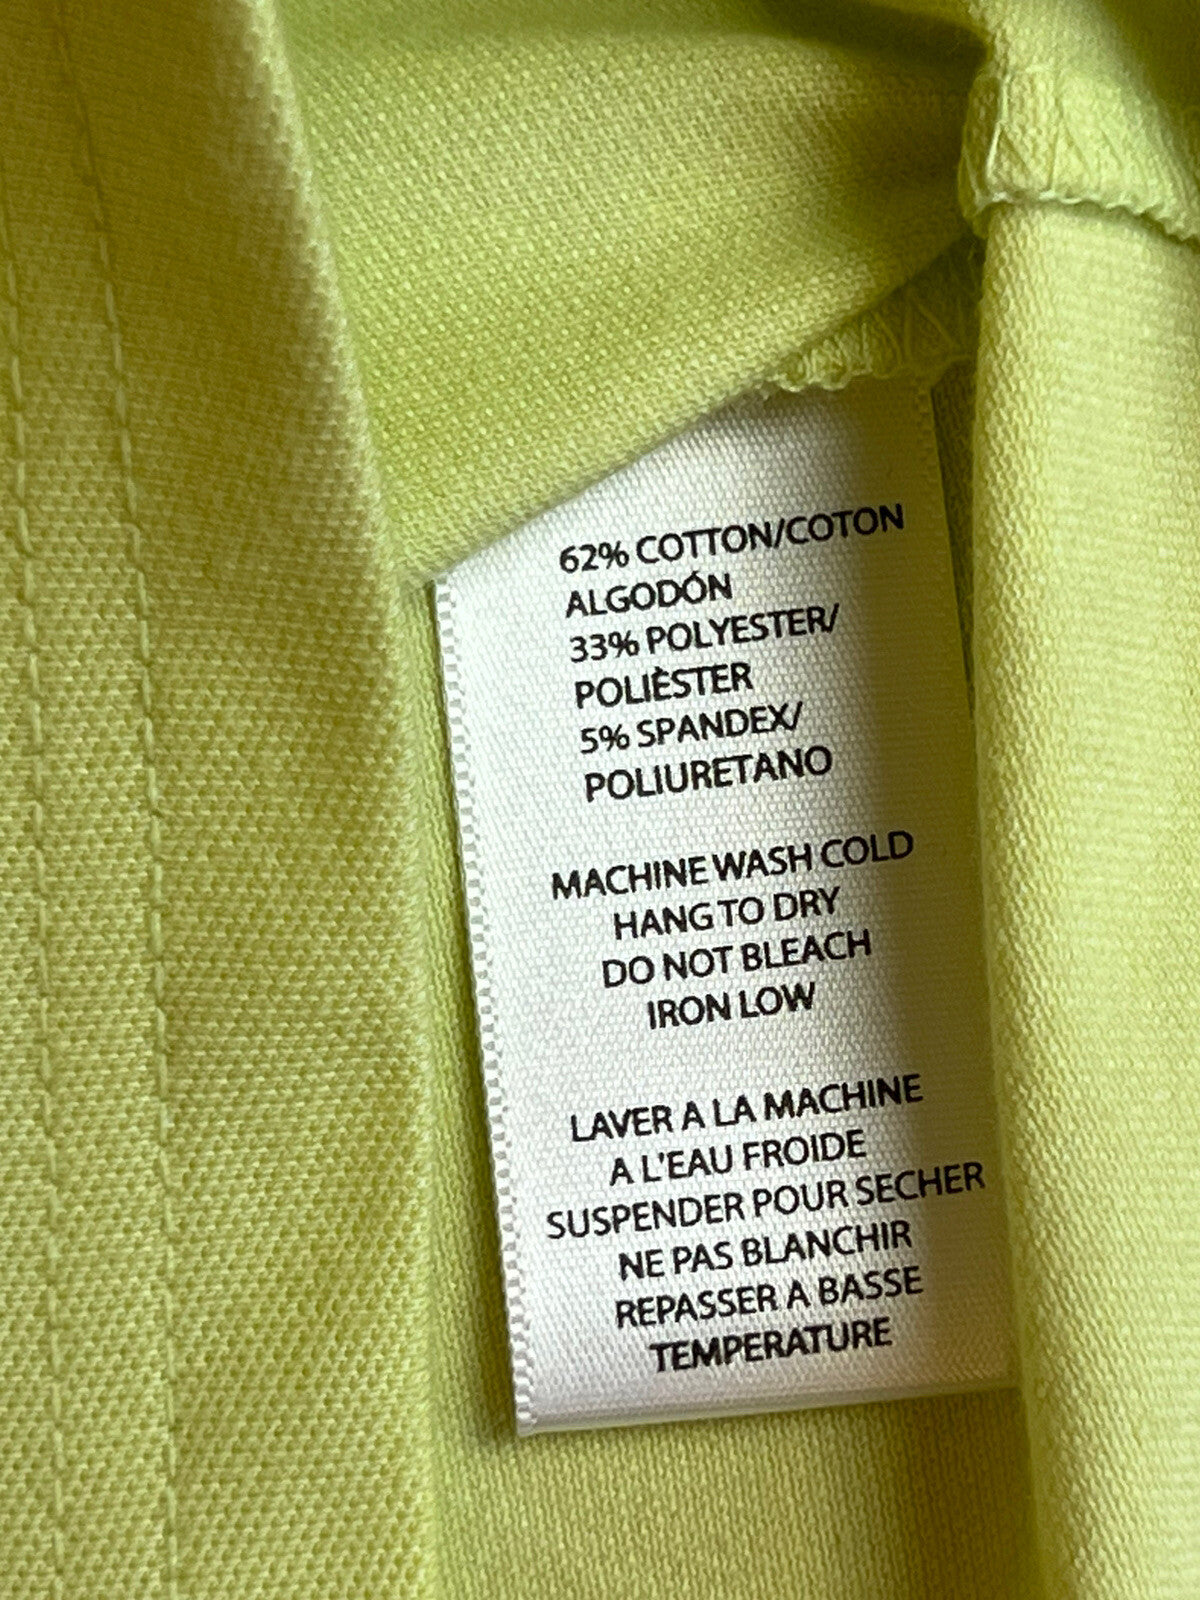 62% COTTON/COTON
ALGODÓN
33% POLYESTER/
POLIÈSTER
5% SPANDEX/
POLIURETANO
MACHINE WASH COLD
HANG TO DRY
DO NOT BLEACH
IRON LOW
LAVER A LA MACHINE
A L'EAU FROIDE
SUSPENDER POUR SECHER
NE PAS BLANCHIR
REPASSER A BASSE
TEMPERATURE